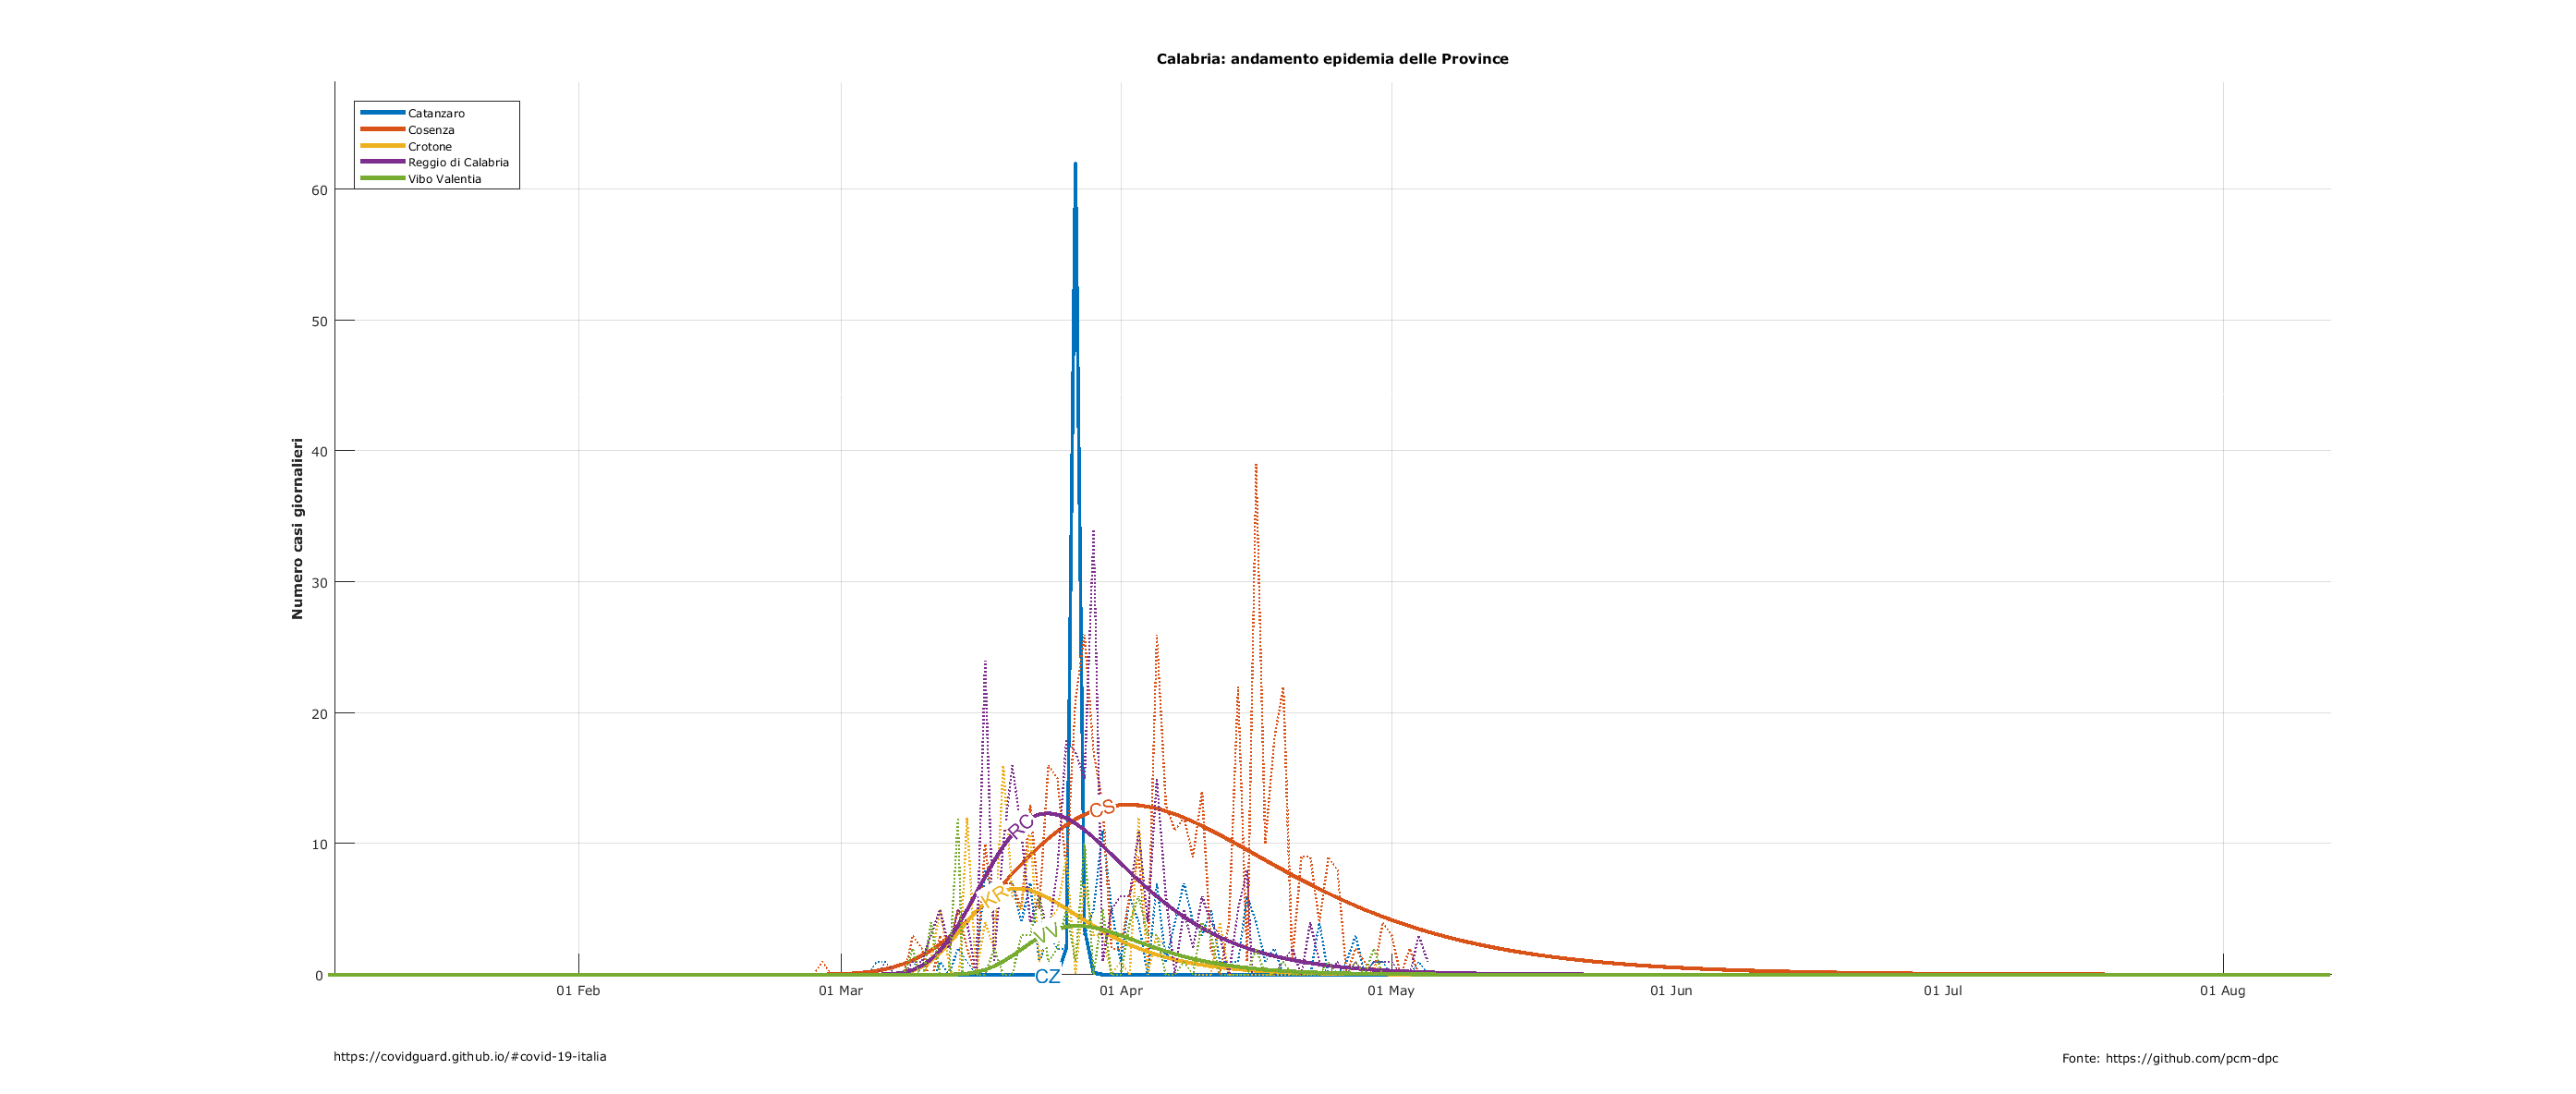 Calabria: andamento epidemia delle Province
Catanzaro
Cosenza
Crotone
Reggio di Calabria
Vibo Valentia
Numero casi giornalieri
60
50
40
30
20
10
0
CS
RC
KR
VV
CZ
01 Feb
01 Mar
01 Apr
01 May
01 Jun
01 Jul
01 Aug
https://covidguard.github.io/#covid-19-italia
Fonte: https://github.com/pcm-dpc